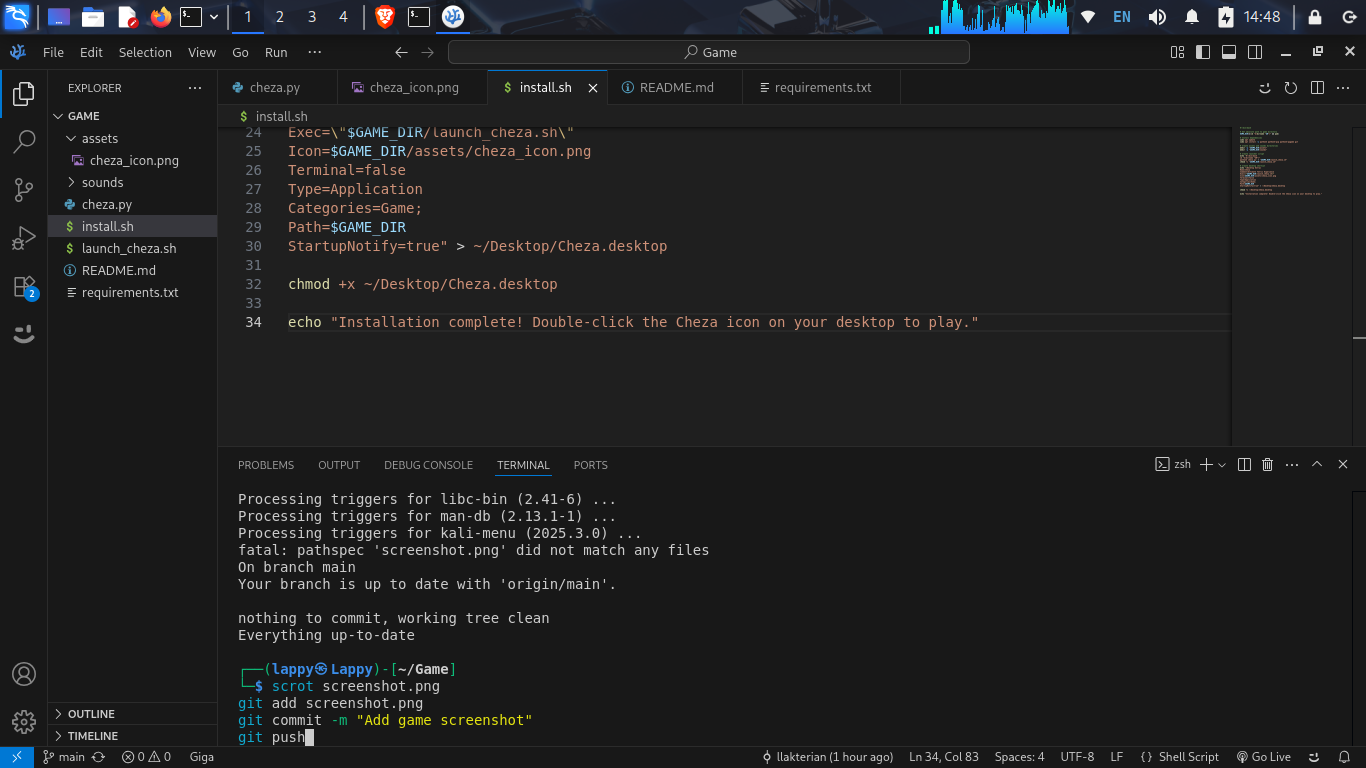 1 2 3 4 EN 14:48
File Edit Selection View Go Run ··· Game
EXPLORER ···
GAME
assets
cheza_icon.png
sounds
cheza.py
install.sh
launch_cheza.sh
README.md
requirements.txt
2
OUTLINE
TIMELINE
cheza.py cheza_icon.png install.sh README.md requirements.txt
install.sh
24 Exec=\"$GAME_DIR/launch_cheza.sh\"
25 Icon=$GAME_DIR/assets/cheza_icon.png
26 Terminal=false
27 Type=Application
28 Categories=Game;
29 Path=$GAME_DIR
30 StartupNotify=true" > ~/Desktop/Cheza.desktop
31
32 chmod +x ~/Desktop/Cheza.desktop
33
34 echo "Installation complete! Double-click the Cheza icon on your desktop to play."
PROBLEMS OUTPUT DEBUG CONSOLE TERMINAL PORTS zsh
Processing triggers for libc-bin (2.41-6) ...
Processing triggers for man-db (2.13.1-1) ...
Processing triggers for kali-menu (2025.3.0) ...
fatal: pathspec 'screenshot.png' did not match any files
On branch main
Your branch is up to date with 'origin/main'.
nothing to commit, working tree clean
Everything up-to-date
┌──(lappy㉿Lappy)-[~/Game]
└─$ scrot screenshot.png
git add screenshot.png
git commit -m "Add game screenshot"
git push
main 0 0 Giga llakterian (1 hour ago) Ln 34, Col 83 Spaces: 4 UTF-8 LF { } Shell Script Go Live